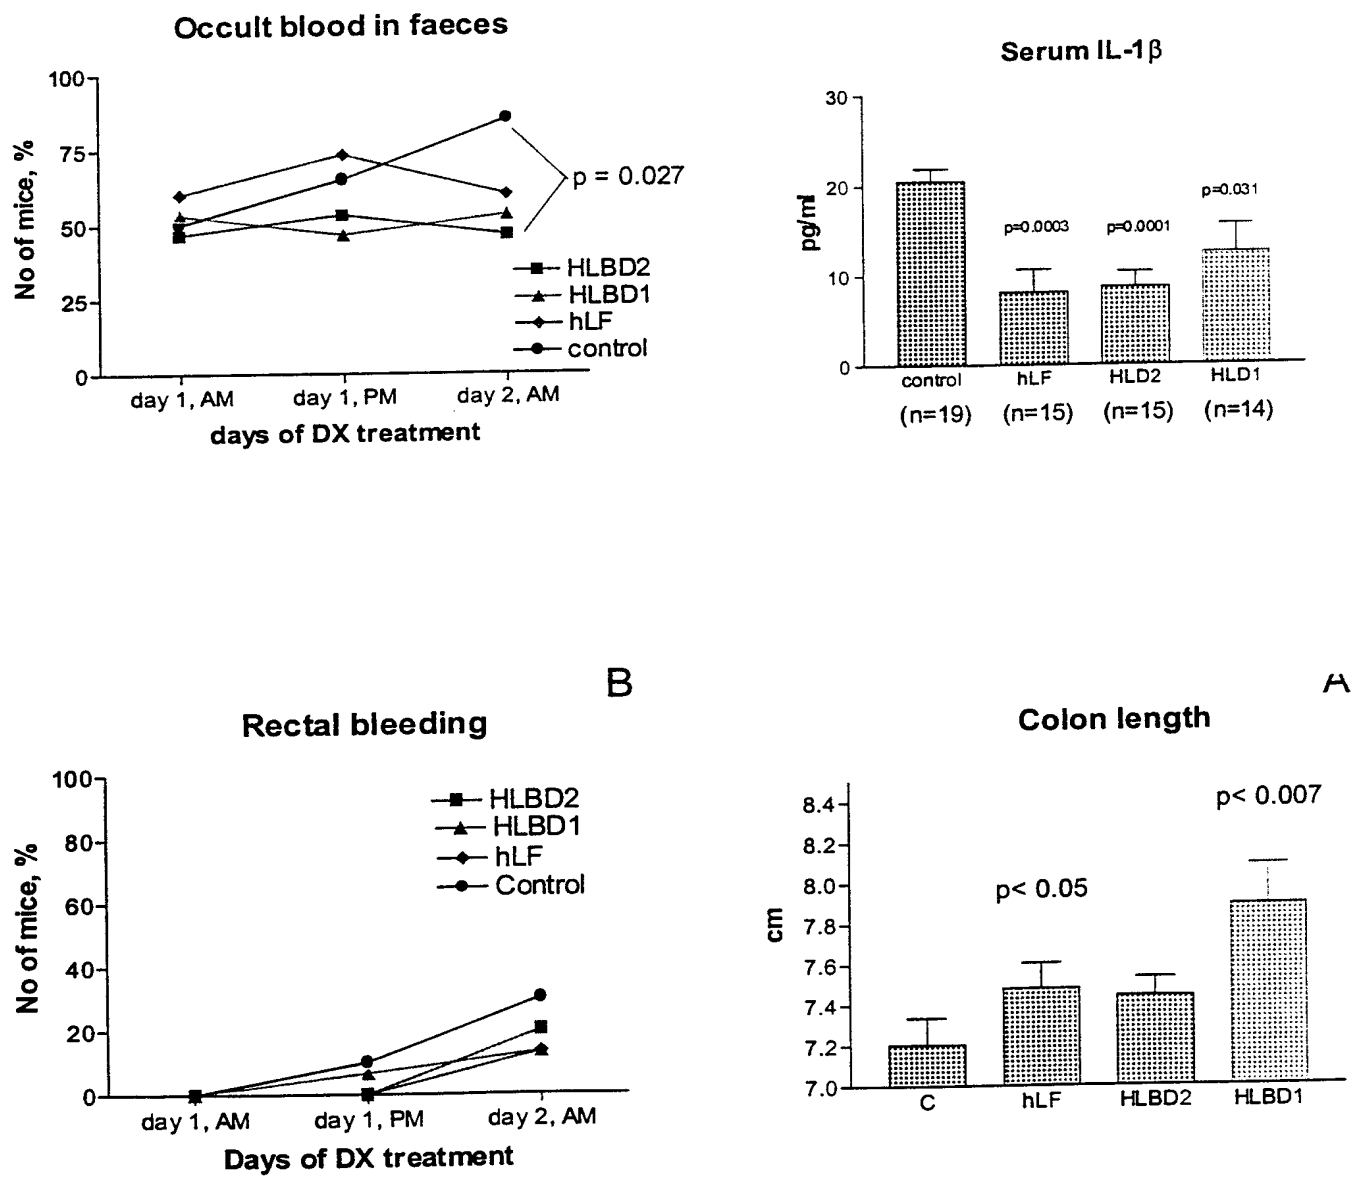 Occult blood in faeces
100
75
50
25
0
No of mice, %
p = 0.027
HLBD2
HLBD1
hLF
control
day 1, AM day 1, PM day 2, AM
days of DX treatment
Serum IL-1β
30
20
10
0
pg/ml
p=0.0003
p=0.0001
p=0.031
control hLF HLD2 HLD1
(n=19) (n=15) (n=15) (n=14)
B
Rectal bleeding
100
80
60
40
20
0
No of mice, %
HLBD2
HLBD1
hLF
Control
day 1, AM day 1, PM day 2, AM
Days of DX treatment
A
Colon length
8.4
8.2
8.0
7.8
7.6
7.4
7.2
7.0
cm
p< 0.05
p< 0.007
C hLF HLBD2 HLBD1